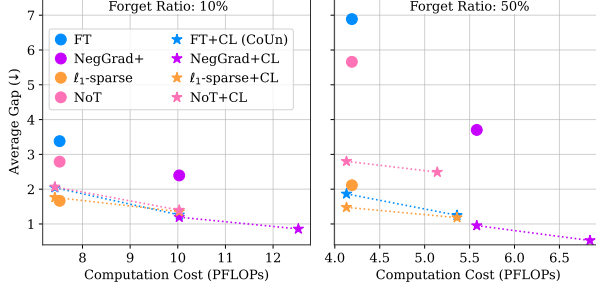 Forget Ratio: 10%
Forget Ratio: 50%
7
6
5
4
3
2
1
Average Gap (↓)
FT
FT+CL (CoUn)
NegGrad+
NegGrad+CL
ℓ₁-sparse
ℓ₁-sparse+CL
NoT
NoT+CL
8 9 10 11 12
4.0 4.5 5.0 5.5 6.0 6.5
Computation Cost (PFLOPs)
Computation Cost (PFLOPs)